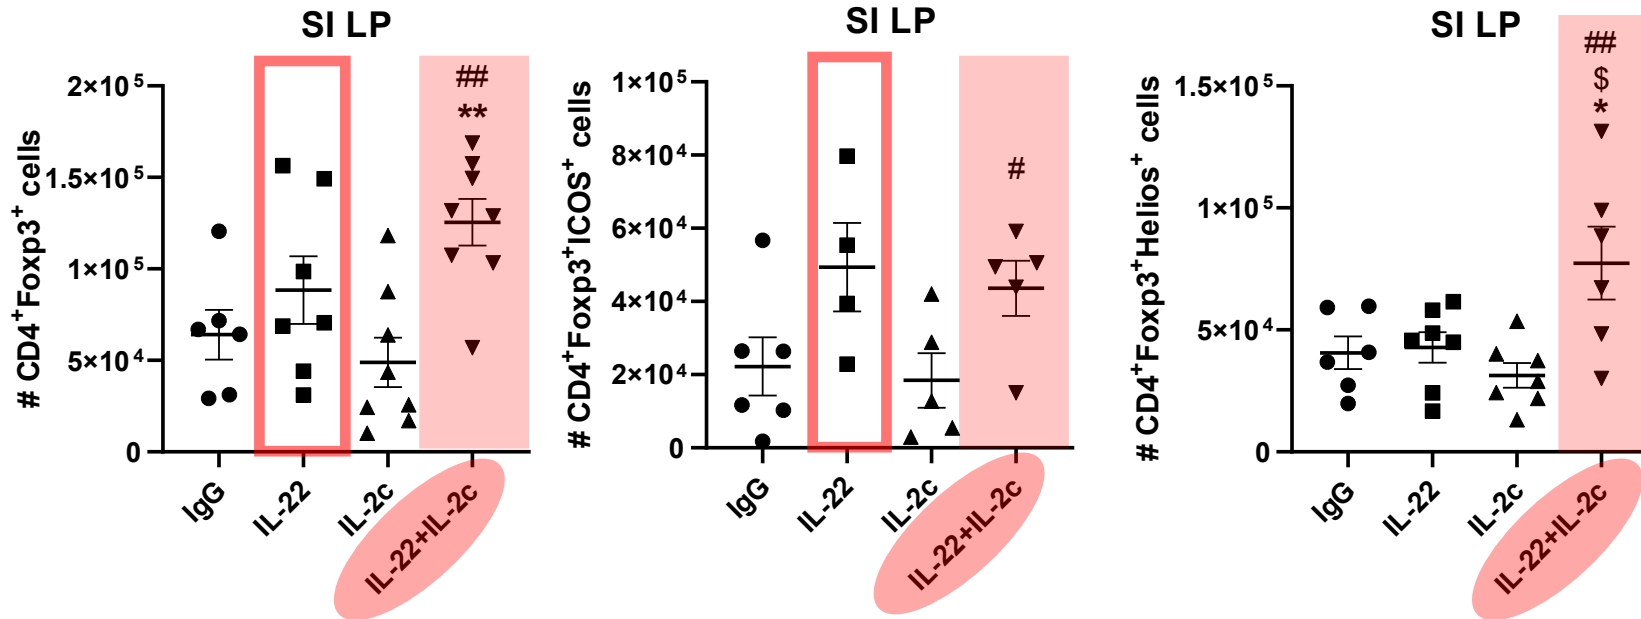 SI LP
# CD4⁺Foxp3⁺ cells
2×10⁵
1.5×10⁵
1×10⁵
5×10⁴
0
##
**
IgG
IL-22
IL-2c
IL-22+IL-2c
SI LP
# CD4⁺Foxp3⁺ICOS⁺ cells
1×10⁵
8×10⁴
6×10⁴
4×10⁴
2×10⁴
0
#
IgG
IL-22
IL-2c
IL-22+IL-2c
SI LP
# CD4⁺Foxp3⁺Helios⁺ cells
1.5×10⁵
1×10⁵
5×10⁴
0
##
$
*
IgG
IL-22
IL-2c
IL-22+IL-2c